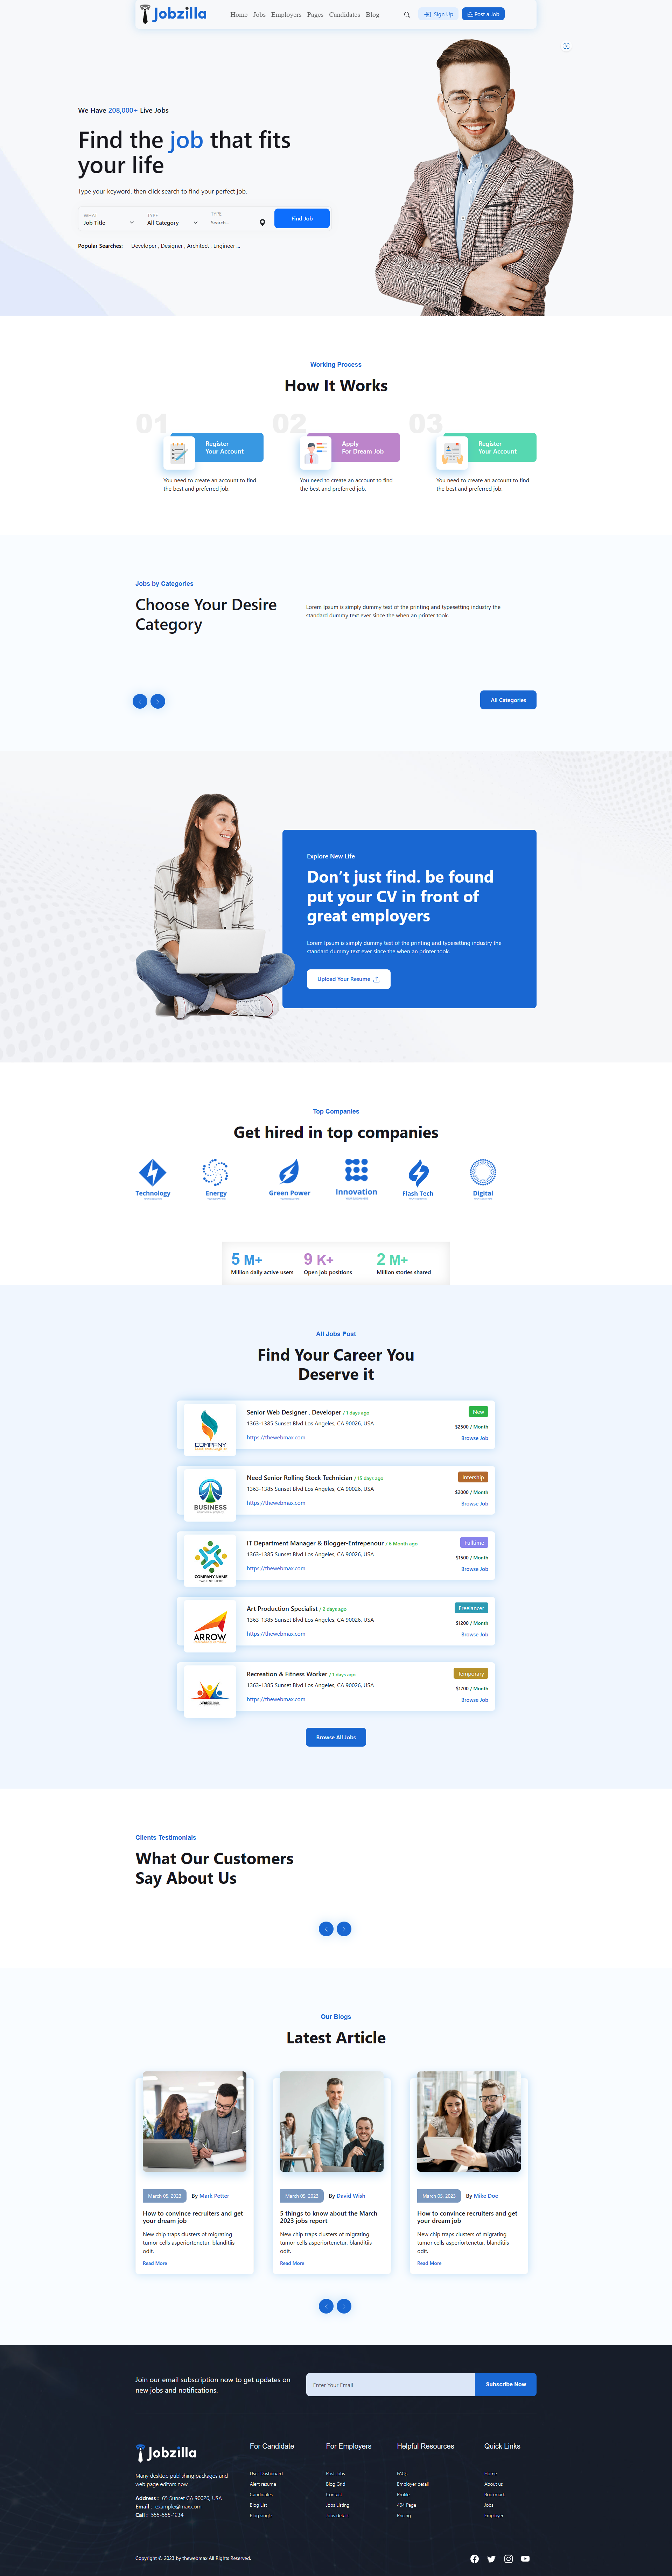 Jobzilla
Home Jobs Employers Pages Candidates Blog
Sign Up
Post a Job
We Have 208,000+ Live Jobs
Find the job that fits
your life
Type your keyword, then click search to find your perfect job.
WHAT
Job Title
TYPE
All Category
TYPE
Search...
Find Job
Popular Searches: Developer , Designer , Architect , Engineer ...
Working Process
How It Works
01
Register
Your Account
You need to create an account to find
the best and preferred job.
02
Apply
For Dream Job
You need to create an account to find
the best and preferred job.
03
Register
Your Account
You need to create an account to find
the best and preferred job.
Jobs by Categories
Choose Your Desire
Category
Lorem Ipsum is simply dummy text of the printing and typesetting industry the
standard dummy text ever since the when an printer took.
All Categories
Explore New Life
Don't just find. be found
put your CV in front of
great employers
Lorem Ipsum is simply dummy text of the printing and typesetting industry the
standard dummy text ever since the when an printer took.
Upload Your Resume
Top Companies
Get hired in top companies
Technology
Energy
Green Power
Innovation
Flash Tech
Digital
5 M+
Million daily active users
9 K+
Open job positions
2 M+
Million stories shared
All Jobs Post
Find Your Career You
Deserve it
COMPANY
Senior Web Designer , Developer / 1 days ago
1363-1385 Sunset Blvd Los Angeles, CA 90026, USA
https://thewebmax.com
New
$2500 / Month
Browse Job
BUSINESS
Need Senior Rolling Stock Technician / 15 days ago
1363-1385 Sunset Blvd Los Angeles, CA 90026, USA
https://thewebmax.com
Intership
$2000 / Month
Browse Job
COMPANY NAME
IT Department Manager & Blogger-Entrepenour / 6 Month ago
1363-1385 Sunset Blvd Los Angeles, CA 90026, USA
https://thewebmax.com
Fulltime
$1500 / Month
Browse Job
ARROW
Art Production Specialist / 2 days ago
1363-1385 Sunset Blvd Los Angeles, CA 90026, USA
https://thewebmax.com
Freelancer
$1200 / Month
Browse Job
Recreation & Fitness Worker / 1 days ago
1363-1385 Sunset Blvd Los Angeles, CA 90026, USA
https://thewebmax.com
Temporary
$1700 / Month
Browse Job
Browse All Jobs
Clients Testimonials
What Our Customers
Say About Us
Our Blogs
Latest Article
March 05, 2023 By Mark Petter
How to convince recruiters and get
your dream job
New chip traps clusters of migrating
tumor cells asperiortenetur, blanditiis
odit.
Read More
March 05, 2023 By David Wish
5 things to know about the March
2023 jobs report
New chip traps clusters of migrating
tumor cells asperiortenetur, blanditiis
odit.
Read More
March 05, 2023 By Mike Doe
How to convince recruiters and get
your dream job
New chip traps clusters of migrating
tumor cells asperiortenetur, blanditiis
odit.
Read More
Join our email subscription now to get updates on
new jobs and notifications.
Enter Your Email
Subscribe Now
Jobzilla
Many desktop publishing packages and
web page editors now.
Address : 65 Sunset CA 90026, USA
Email : example@max.com
Call : 555-555-1234
For Candidate
User Dashboard
Alert resume
Candidates
Blog List
Blog single
For Employers
Post Jobs
Blog Grid
Contact
Jobs Listing
Jobs details
Helpful Resources
FAQs
Employer detail
Profile
404 Page
Pricing
Quick Links
Home
About us
Bookmark
Jobs
Employer
Copyright © 2023 by thewebmax All Rights Reserved.